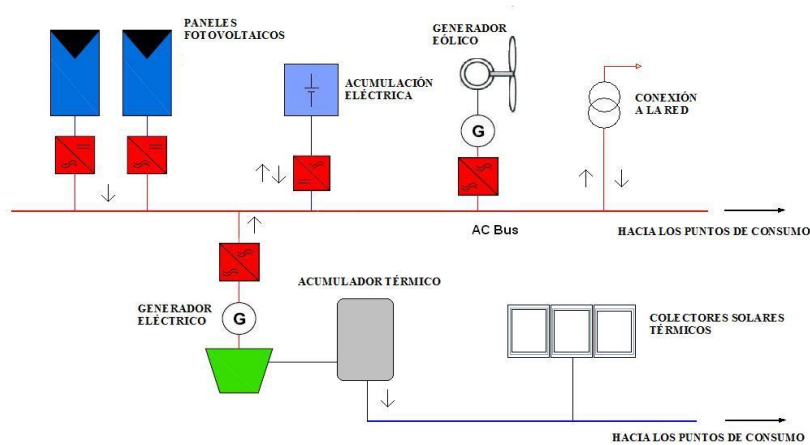 PANELES
FOTOVOLTAICOS
ACUMULACIÓN
ELÉCTRICA
GENERADOR
EÓLICO
G
CONEXIÓN
A LA RED
AC Bus
HACIA LOS PUNTOS DE CONSUMO
GENERADOR
ELÉCTRICO
G
ACUMULADOR TÉRMICO
COLECTORES SOLARES
TÉRMICOS
HACIA LOS PUNTOS DE CONSUMO